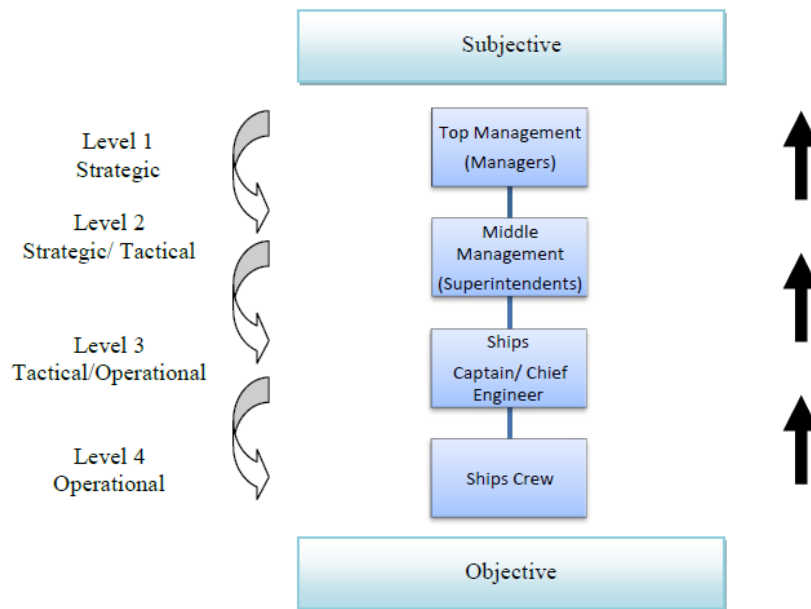 Subjective
Level 1
Strategic
Top Management
(Managers)
Level 2
Strategic/ Tactical
Middle
Management
(Superintendents)
Level 3
Tactical/Operational
Ships
Captain/ Chief
Engineer
Level 4
Operational
Ships Crew
Objective